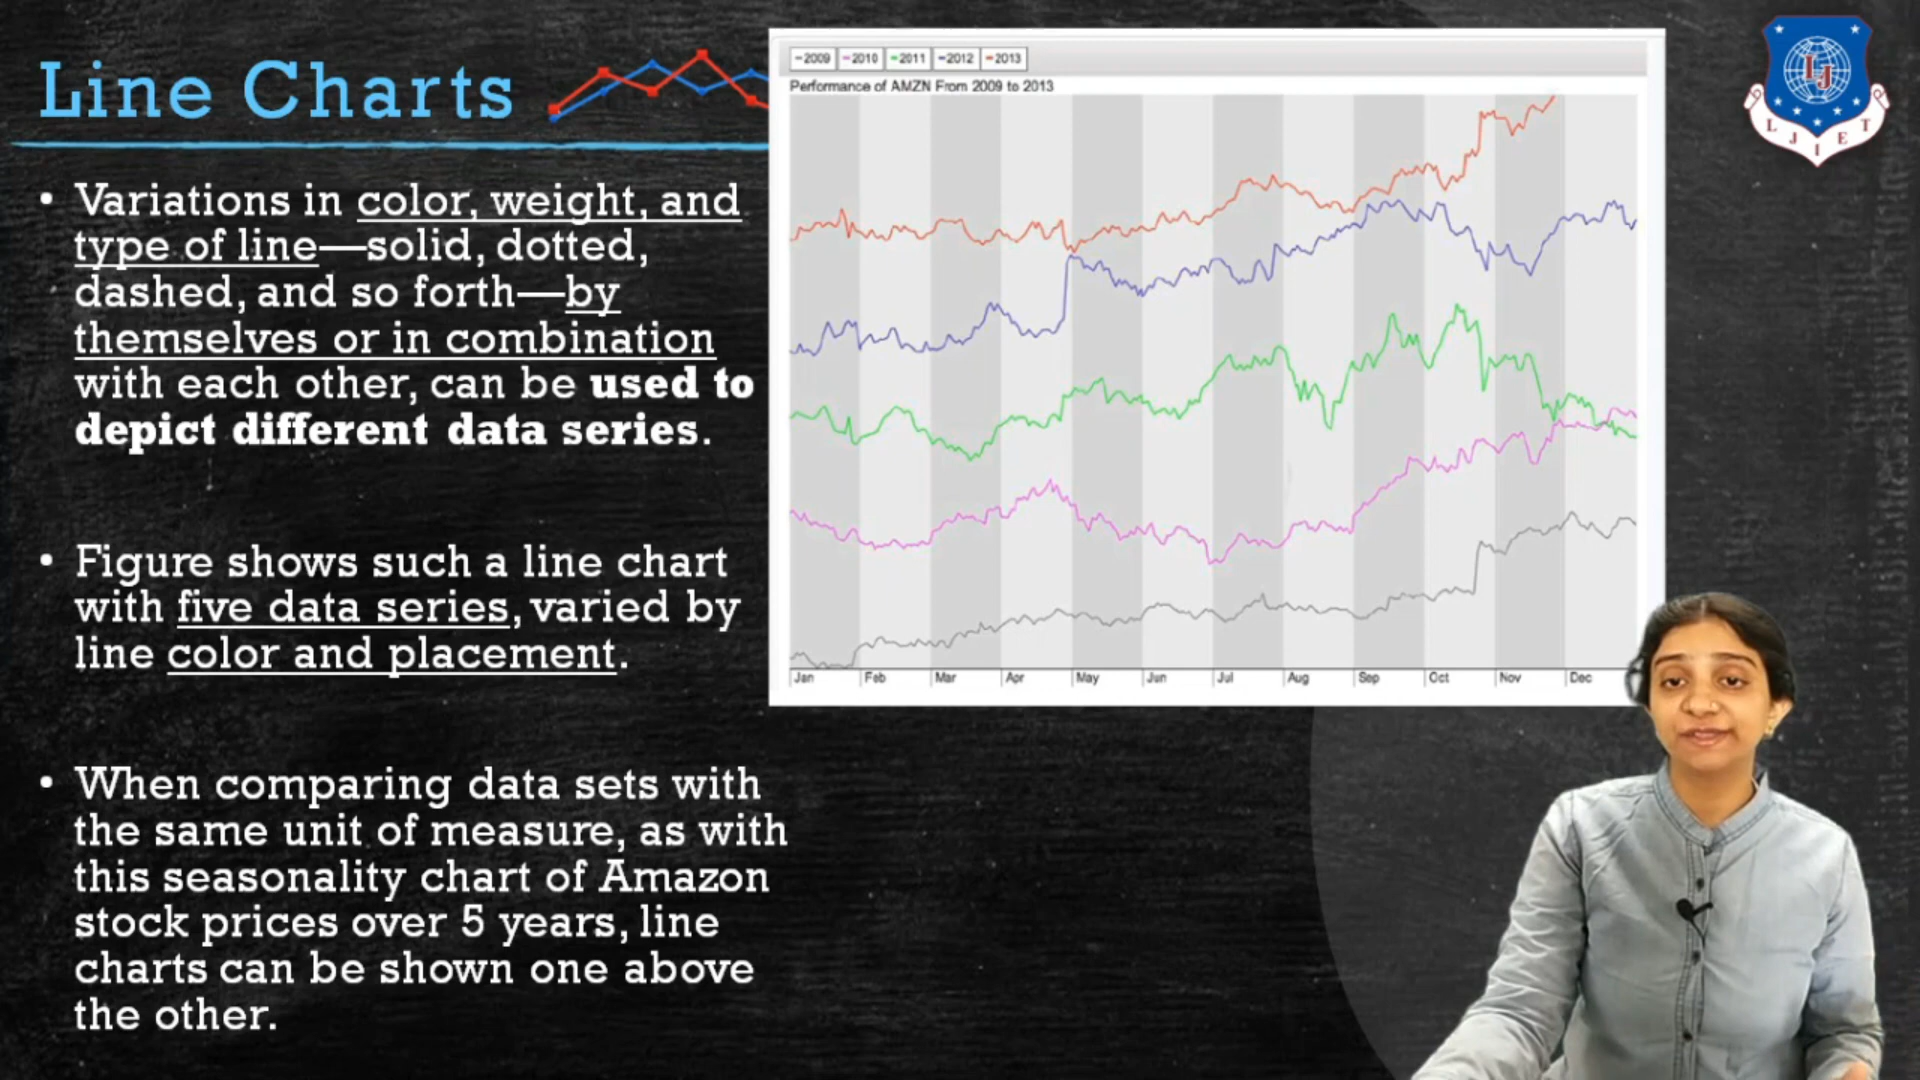 Line Charts
• Variations in color, weight, and
type of line—solid, dotted,
dashed, and so forth—by
themselves or in combination
with each other, can be used to
depict different data series.
• Figure shows such a line chart
with five data series, varied by
line color and placement.
• When comparing data sets with
the same unit of measure, as with
this seasonality chart of Amazon
stock prices over 5 years, line
charts can be shown one above
the other.
2009 2010 2011 2012 2013
Performance of AMZN From 2009 to 2013
Jan Feb Mar Apr May Jun Jul Aug Sep Oct Nov Dec
LJ
L J I E T